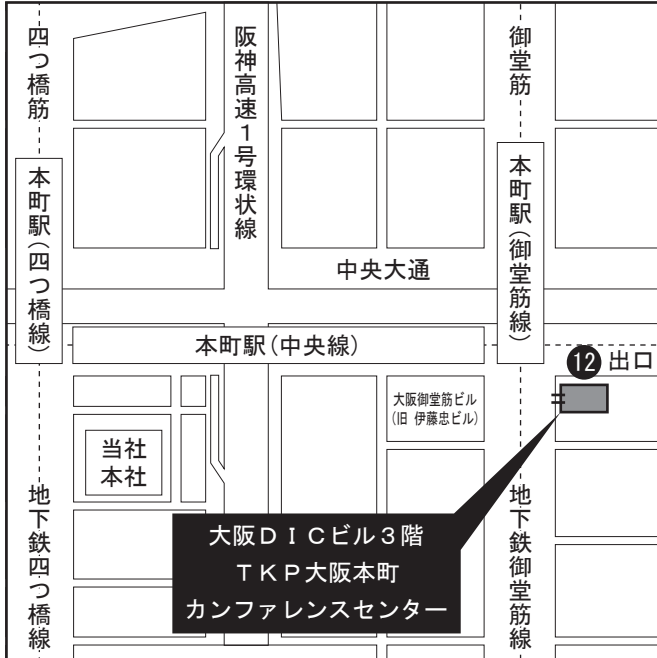 四つ橋筋
阪神高速1号環状線
御堂筋
本町駅(四つ橋線)
本町駅(御堂筋線)
中央大通
本町駅(中央線)
12 出口
大阪御堂筋ビル
(旧 伊藤忠ビル)
当社
本社
地下鉄四つ橋線
地下鉄御堂筋線
大阪DICビル3階
TKP大阪本町
カンファレンスセンター